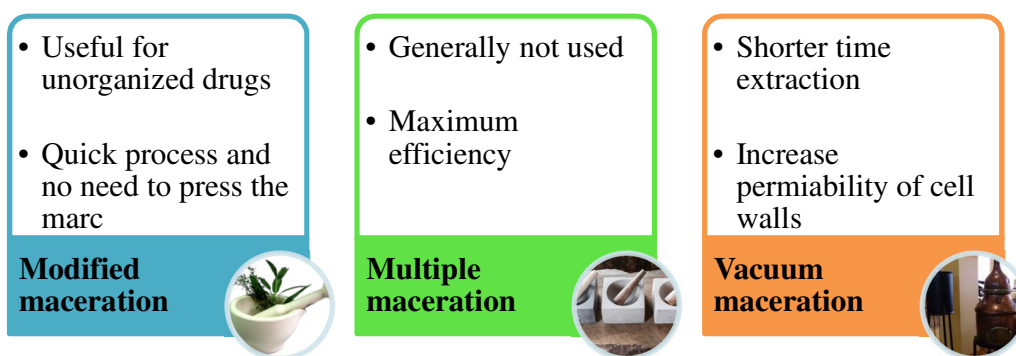 • Useful for
unorganized drugs
• Quick process and
no need to press the
marc
Modified
maceration
• Generally not used
• Maximum
efficiency
Multiple
maceration
• Shorter time
extraction
• Increase
permiability of cell
walls
Vacuum
maceration